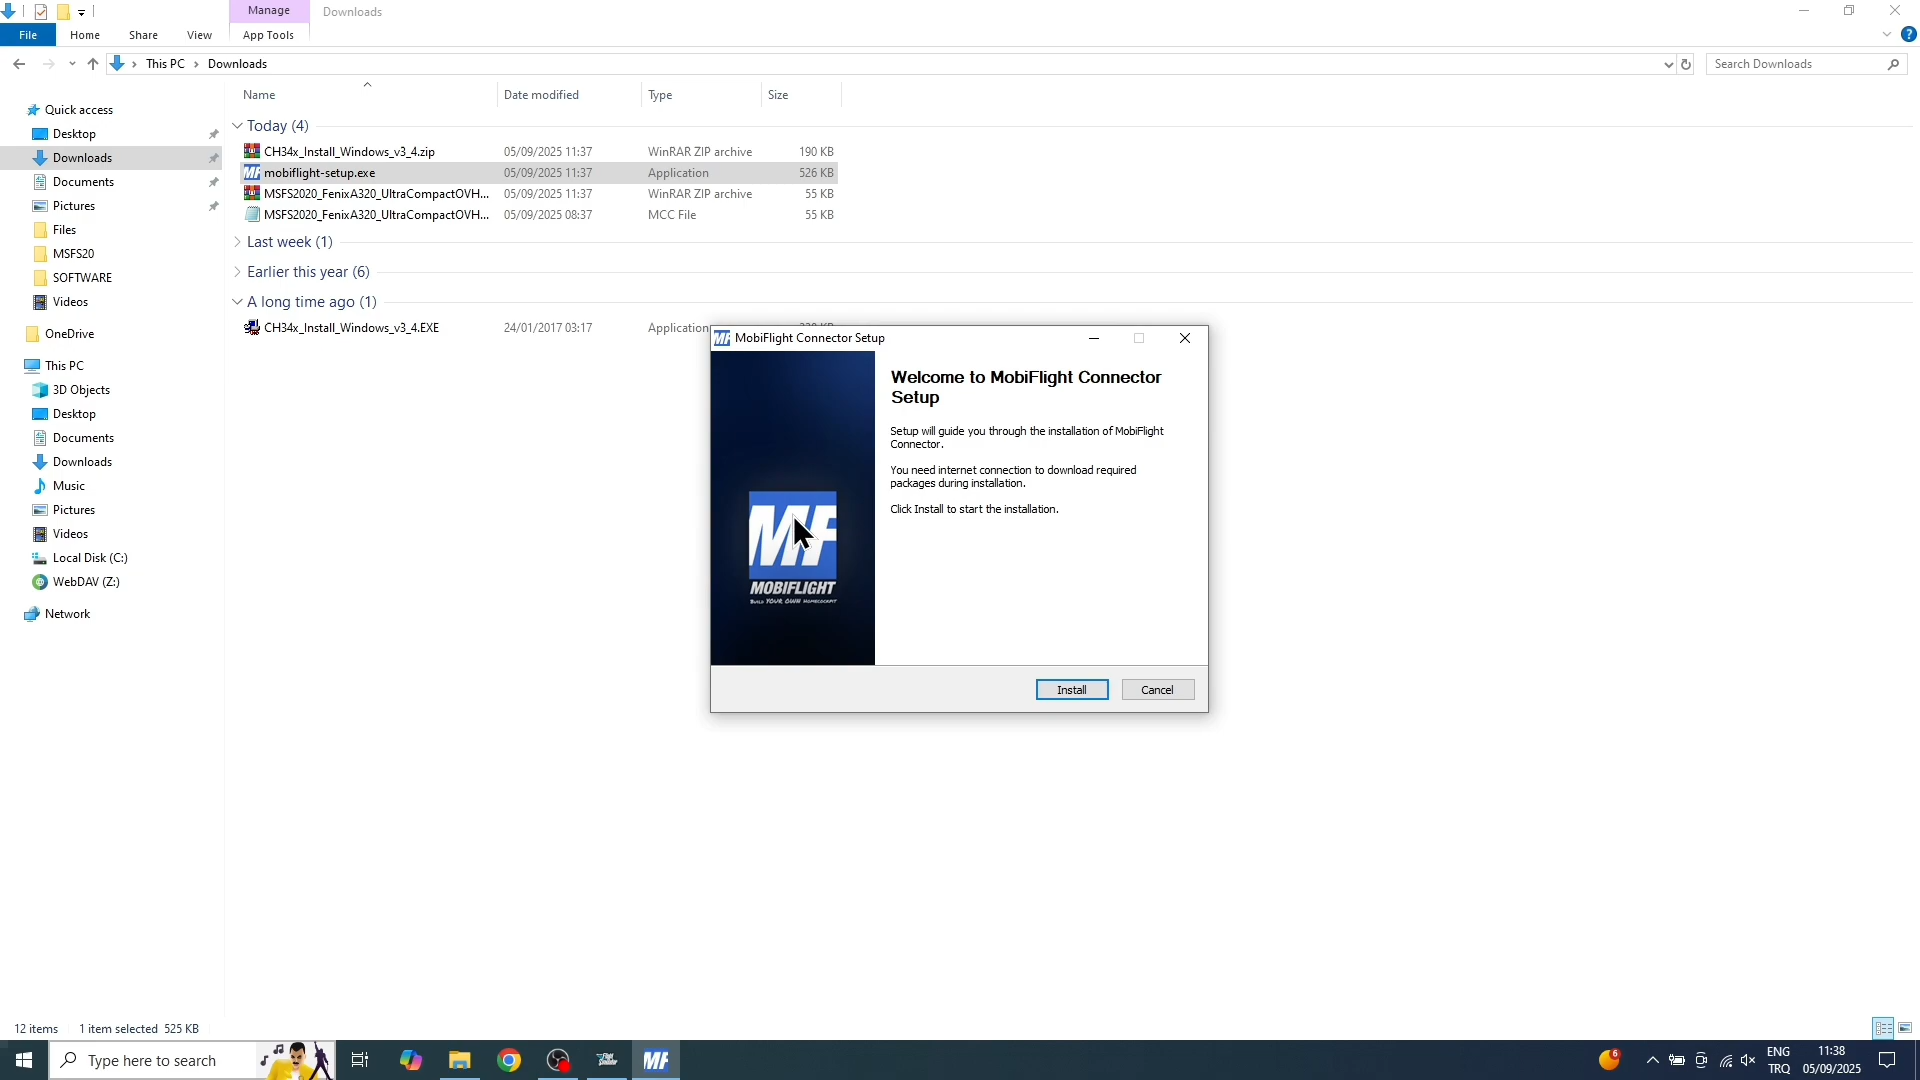 Manage
Downloads
File
Home
Share
View
App Tools
This PC
Downloads
Search Downloads
Name
Date modified
Type
Size
Quick access
Desktop
Downloads
Documents
Pictures
Files
MSFS20
SOFTWARE
Videos
OneDrive
This PC
3D Objects
Desktop
Documents
Downloads
Music
Pictures
Videos
Local Disk (C:)
WebDAV (Z:)
Network
Today (4)
CH34x_Install_Windows_v3_4.zip 05/09/2025 11:37 WinRAR ZIP archive 190 KB
mobiflight-setup.exe 05/09/2025 11:37 Application 526 KB
MSFS2020_FenixA320_UltraCompactOVH... 05/09/2025 11:37 WinRAR ZIP archive 55 KB
MSFS2020_FenixA320_UltraCompactOVH... 05/09/2025 08:37 MCC File 55 KB
Last week (1)
Earlier this year (6)
A long time ago (1)
CH34x_Install_Windows_v3_4.EXE 24/01/2017 03:17 Application
MF MobiFlight Connector Setup
Welcome to MobiFlight Connector
Setup
Setup will guide you through the installation of MobiFlight
Connector.
You need internet connection to download required
packages during installation.
Click Install to start the installation.
MF
MOBIFLIGHT
BUILD YOUR OWN HOMECOCKPIT
Install
Cancel
12 items
1 item selected 525 KB
Type here to search
MF
6
ENG
TRQ
11:38
05/09/2025